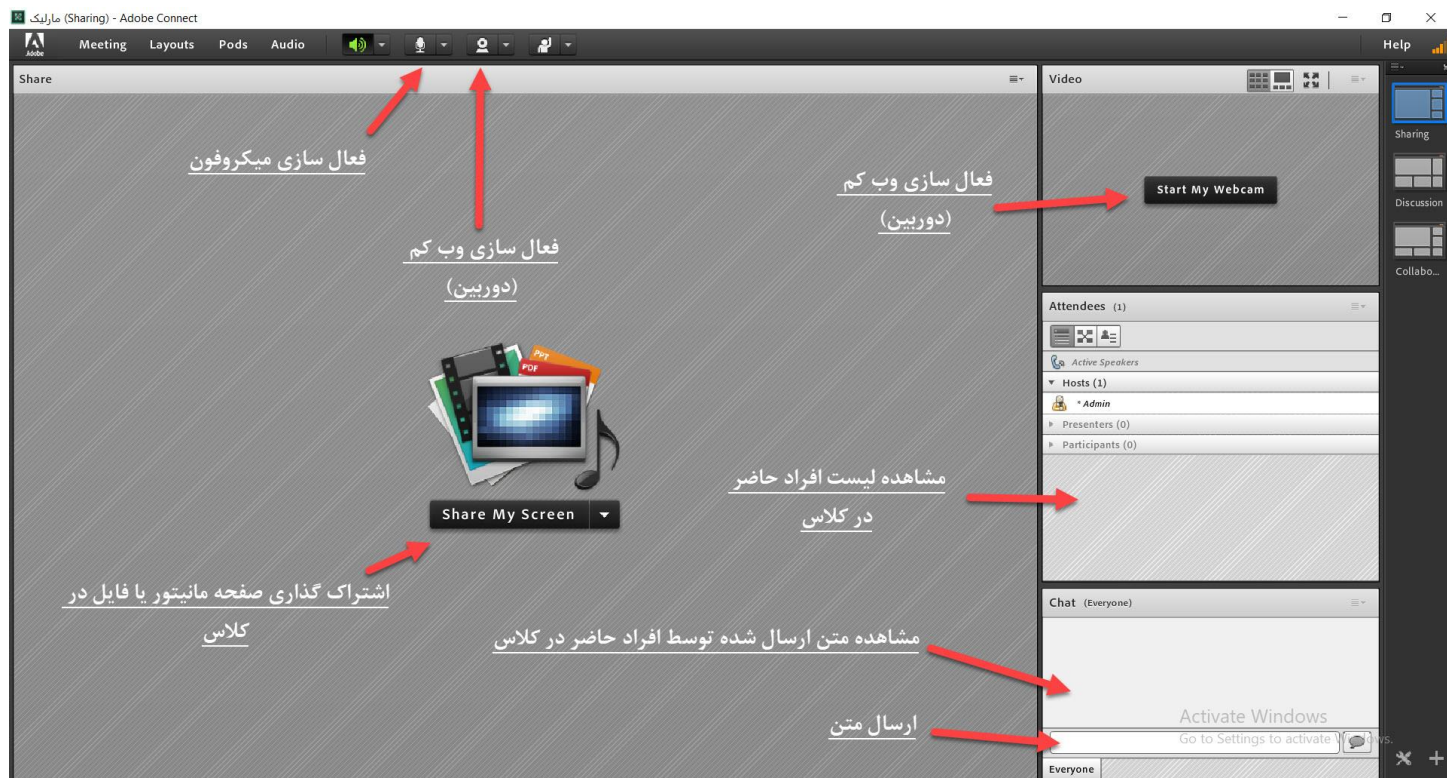 مارلیک (Sharing) - Adobe Connect
Adobe
Meeting
Layouts
Pods
Audio
Help
Share
فعال سازی میکروفون
فعال سازی وب کم
(دوربین)
PPT
PDF
Share My Screen
اشتراک گذاری صفحه مانیتور یا فایل در
کلاس
فعال سازی وب کم
(دوربین)
مشاهده لیست افراد حاضر
در کلاس
مشاهده متن ارسال شده توسط افراد حاضر در کلاس
ارسال متن
Video
Start My Webcam
Attendees (1)
Active Speakers
Hosts (1)
* Admin
Presenters (0)
Participants (0)
Chat (Everyone)
Activate Windows
Go to Settings to activate Windows.
Everyone
Sharing
Discussion
Collabo...